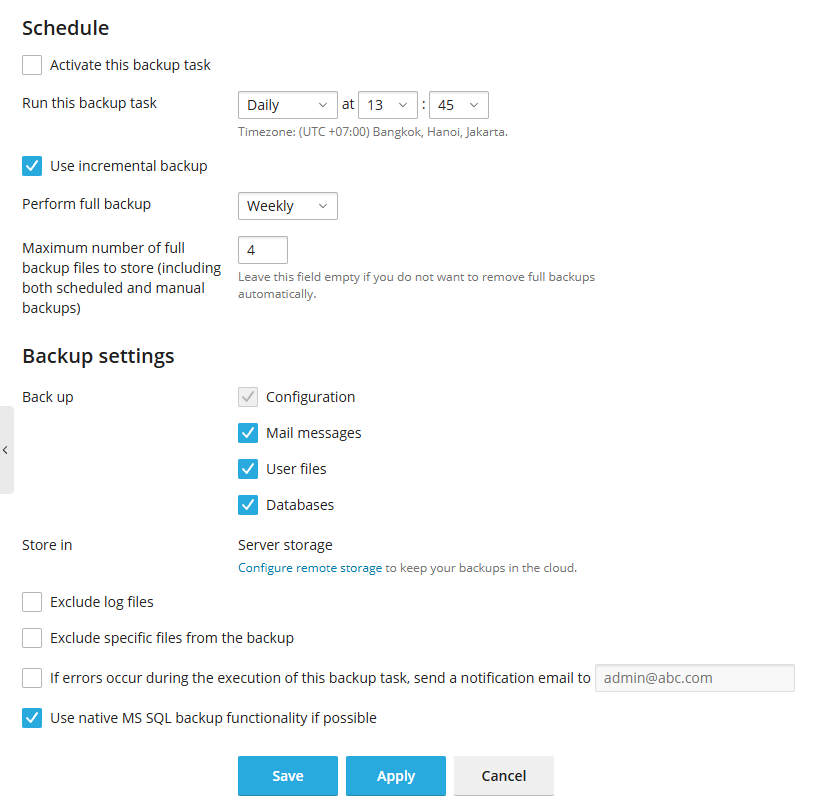 Schedule
Activate this backup task
Run this backup task Daily at 13 : 45
Timezone: (UTC +07:00) Bangkok, Hanoi, Jakarta.
Use incremental backup
Perform full backup Weekly
Maximum number of full
backup files to store (including
both scheduled and manual
backups)
4
Leave this field empty if you do not want to remove full backups
automatically.
Backup settings
Back up Configuration
Mail messages
User files
Databases
Store in Server storage
Configure remote storage to keep your backups in the cloud.
Exclude log files
Exclude specific files from the backup
If errors occur during the execution of this backup task, send a notification email to admin@abc.com
Use native MS SQL backup functionality if possible
Save Apply Cancel